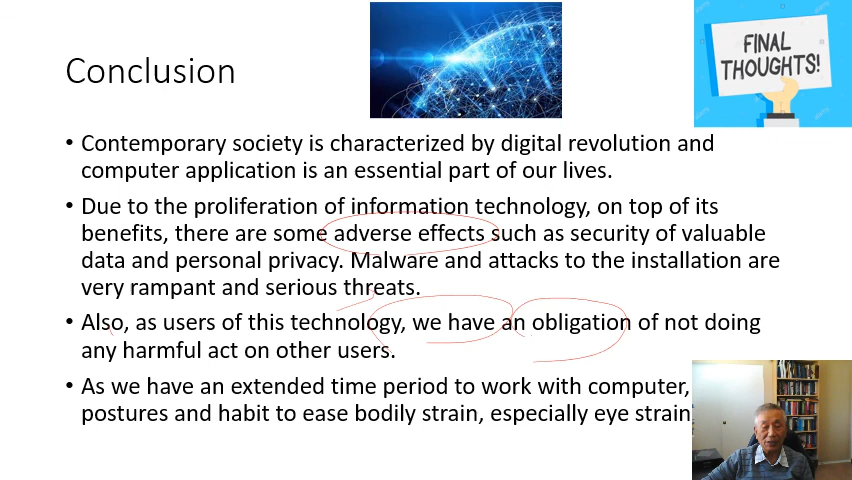 Conclusion
FINAL
THOUGHTS!
• Contemporary society is characterized by digital revolution and
computer application is an essential part of our lives.
• Due to the proliferation of information technology, on top of its
benefits, there are some adverse effects such as security of valuable
data and personal privacy. Malware and attacks to the installation are
very rampant and serious threats.
• Also, as users of this technology, we have an obligation of not doing
any harmful act on other users.
• As we have an extended time period to work with computer,
postures and habit to ease bodily strain, especially eye strain